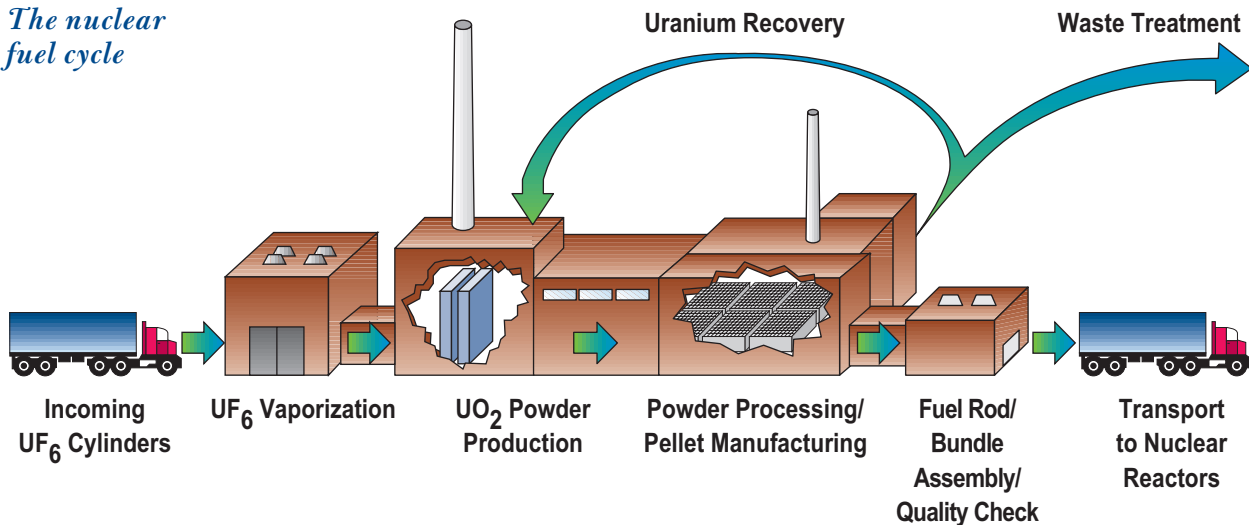 The nuclear
fuel cycle
Uranium Recovery
Waste Treatment
Incoming
UF6 Cylinders
UF6 Vaporization
UO2 Powder
Production
Powder Processing/
Pellet Manufacturing
Fuel Rod/
Bundle
Assembly/
Quality Check
Transport
to Nuclear
Reactors